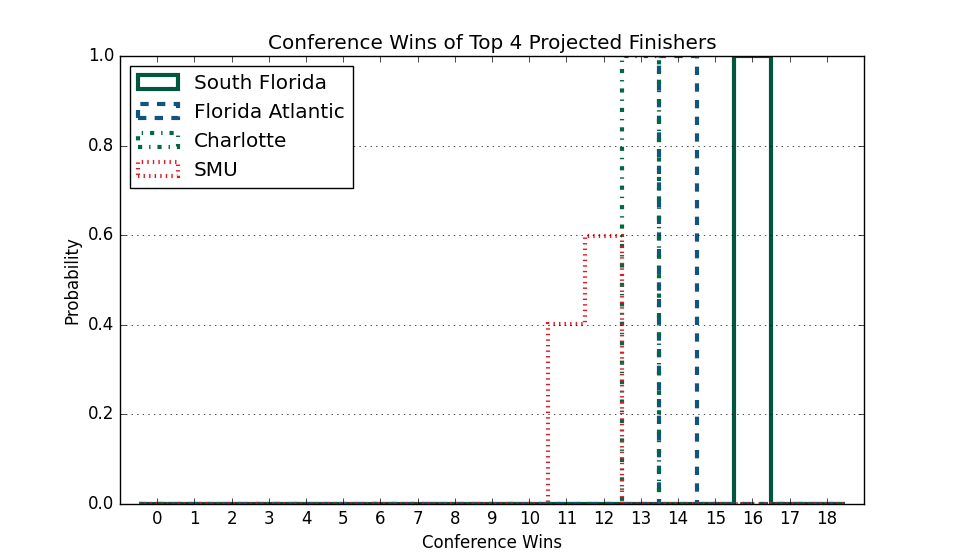 Conference Wins of Top 4 Projected Finishers
South Florida
Florida Atlantic
Charlotte
SMU
1.0
0.8
0.6
0.4
0.2
0.0
Probability
0 1 2 3 4 5 6 7 8 9 10 11 12 13 14 15 16 17 18
Conference Wins